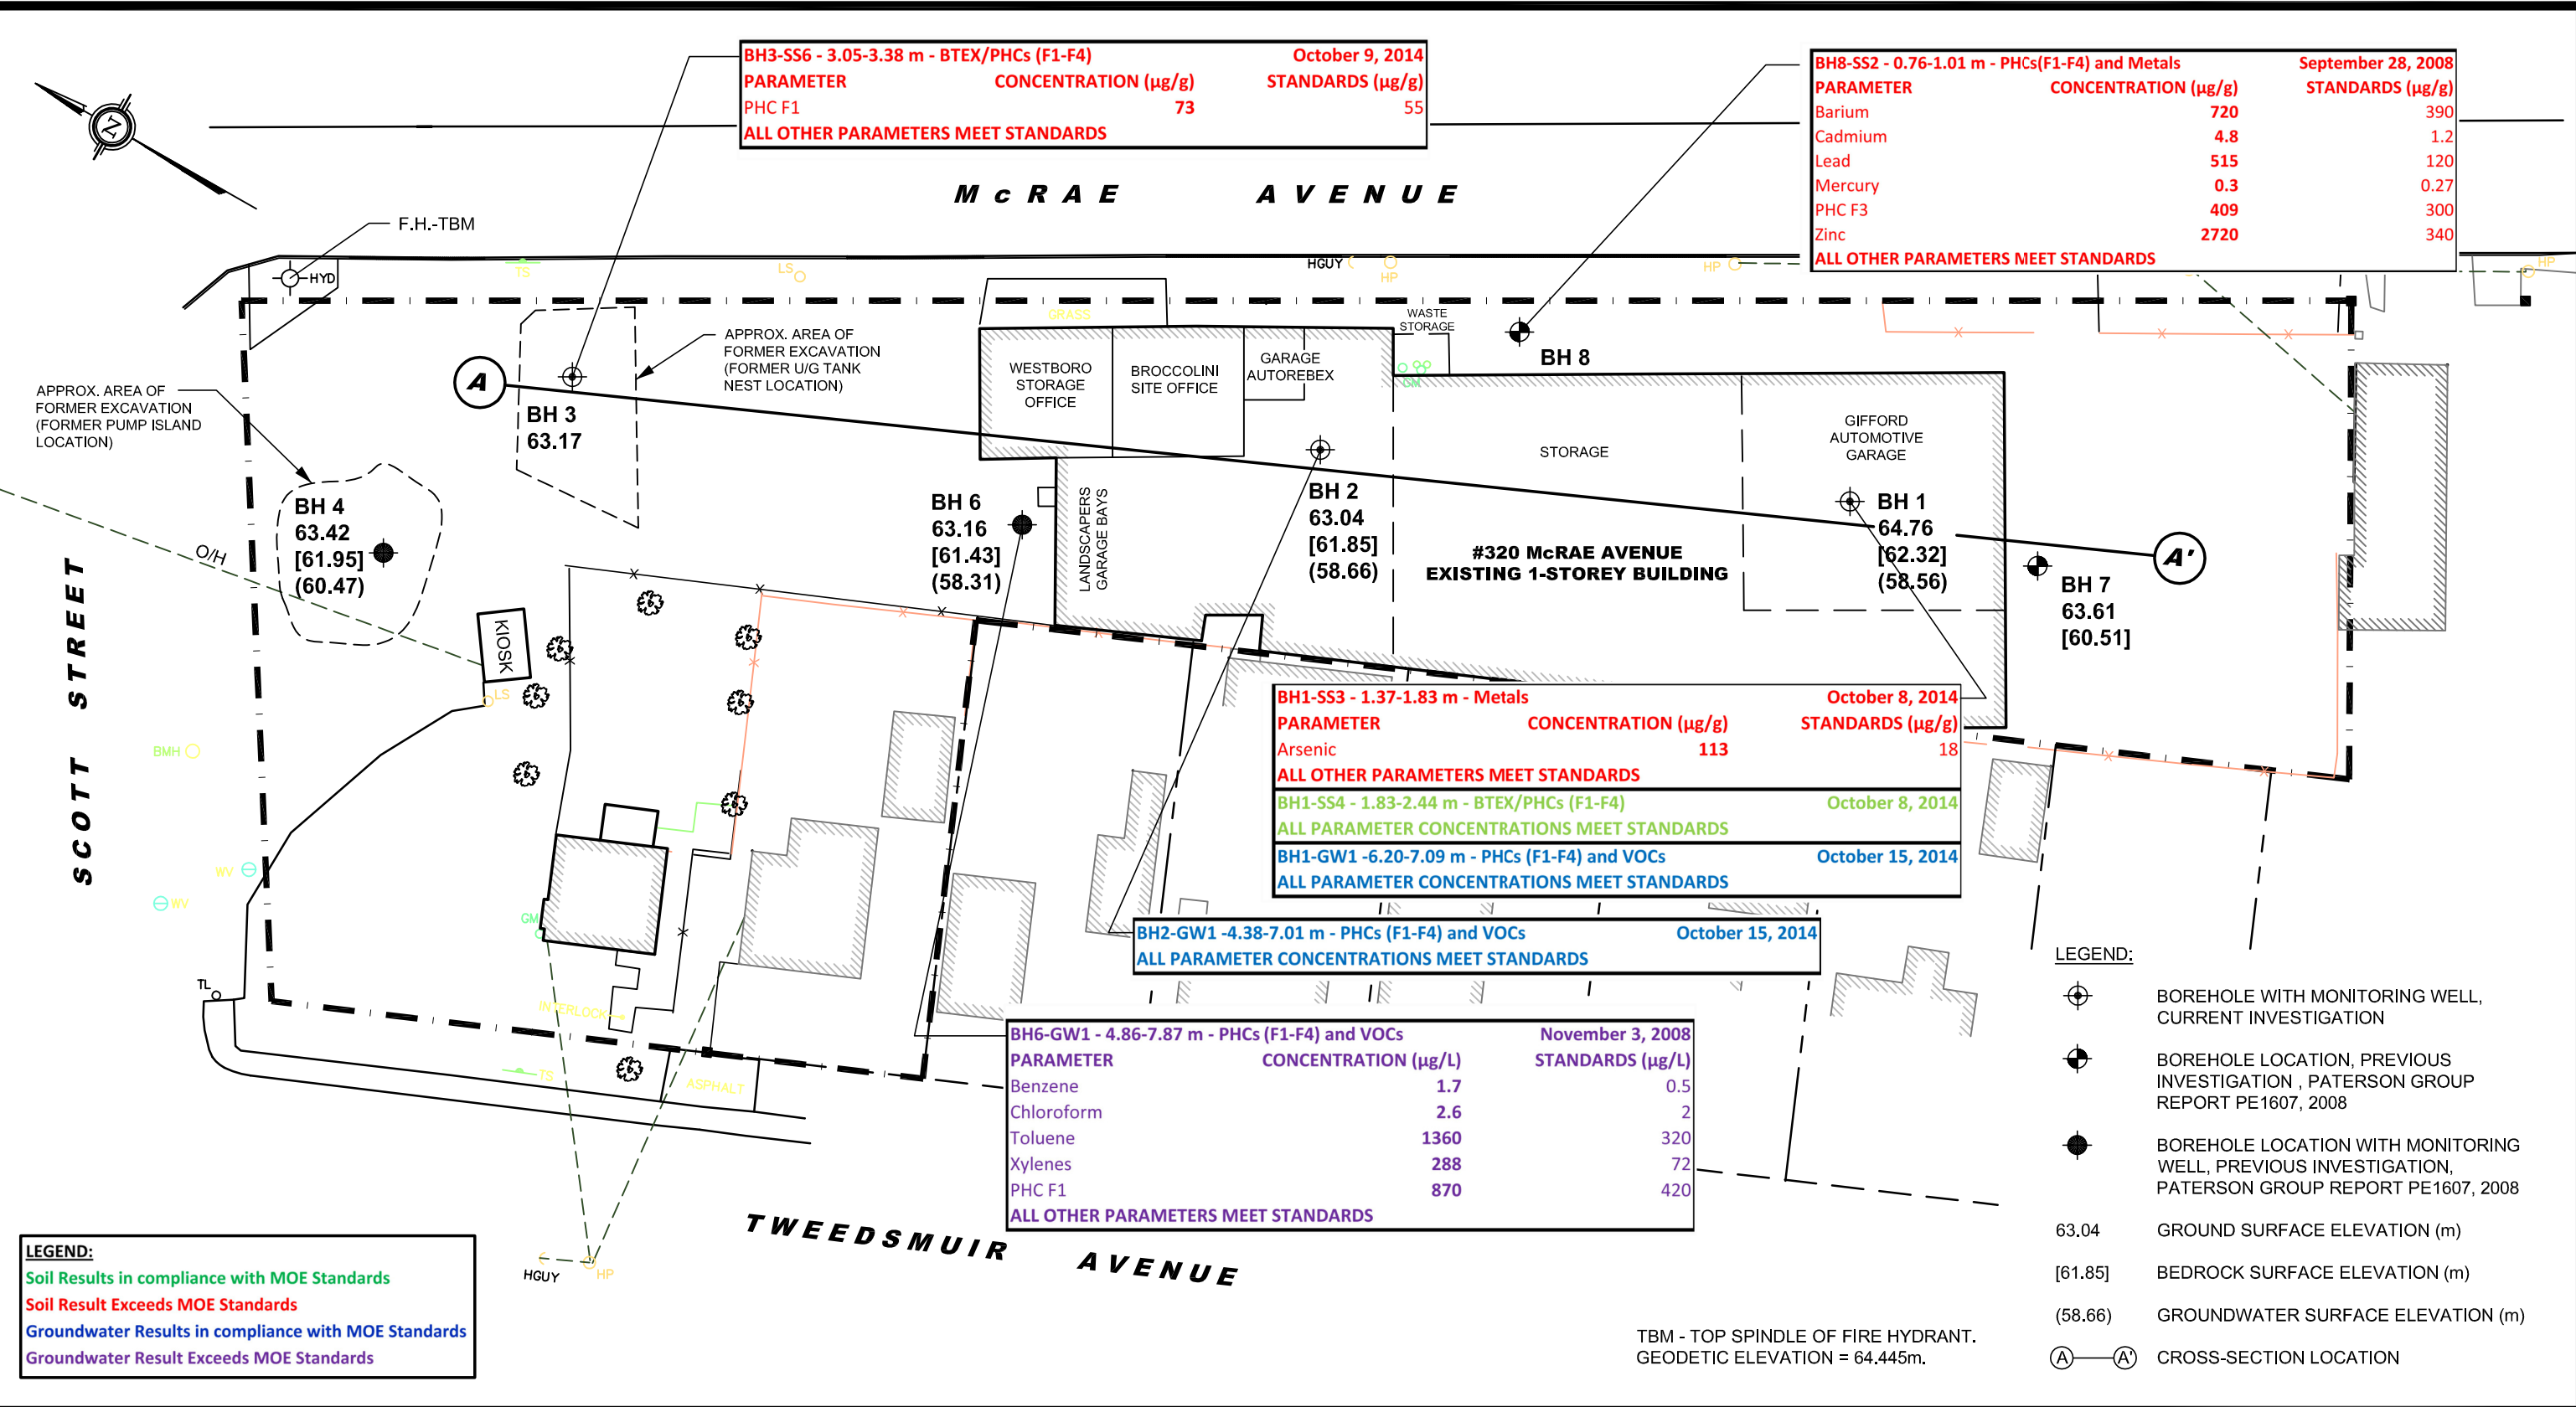 BH3-SS6 - 3.05-3.38 m - BTEX/PHCs (F1-F4) October 9, 2014
PARAMETER CONCENTRATION (µg/g) STANDARDS (µg/g)
PHC F1 73 55
ALL OTHER PARAMETERS MEET STANDARDS
BH8-SS2 - 0.76-1.01 m - PHCs(F1-F4) and Metals September 28, 2008
PARAMETER CONCENTRATION (µg/g) STANDARDS (µg/g)
Barium 720 390
Cadmium 4.8 1.2
Lead 515 120
Mercury 0.3 0.27
PHC F3 409 300
Zinc 2720 340
ALL OTHER PARAMETERS MEET STANDARDS
N
McRAE AVENUE
F.H.-TBM
HYD
TS
LS
HGUY
HP
HP
HP
GRASS
WASTE
STORAGE
APPROX. AREA OF
FORMER EXCAVATION
(FORMER U/G TANK
NEST LOCATION)
APPROX. AREA OF
FORMER EXCAVATION
(FORMER PUMP ISLAND
LOCATION)
A
BH 3
63.17
WESTBORO
STORAGE
OFFICE
BROCCOLINI
SITE OFFICE
GARAGE
AUTOREBEX
GM
BH 8
STORAGE
GIFFORD
AUTOMOTIVE
GARAGE
BH 4
63.42
[61.95]
(60.47)
O/H
BH 6
63.16
[61.43]
(58.31)
LANDSCAPERS
GARAGE BAYS
BH 2
63.04
[61.85]
(58.66)
#320 McRAE AVENUE
EXISTING 1-STOREY BUILDING
BH 1
64.76
[62.32]
(58.56)
A'
BH 7
63.61
[60.51]
SCOTT STREET
KIOSK
LS
BMH
WV
WV
GM
TL
INTERLOCK
TS
ASPHALT
BH1-SS3 - 1.37-1.83 m - Metals October 8, 2014
PARAMETER CONCENTRATION (µg/g) STANDARDS (µg/g)
Arsenic 113 18
ALL OTHER PARAMETERS MEET STANDARDS
BH1-SS4 - 1.83-2.44 m - BTEX/PHCs (F1-F4) October 8, 2014
ALL PARAMETER CONCENTRATIONS MEET STANDARDS
BH1-GW1 -6.20-7.09 m - PHCs (F1-F4) and VOCs October 15, 2014
ALL PARAMETER CONCENTRATIONS MEET STANDARDS
BH2-GW1 -4.38-7.01 m - PHCs (F1-F4) and VOCs October 15, 2014
ALL PARAMETER CONCENTRATIONS MEET STANDARDS
BH6-GW1 - 4.86-7.87 m - PHCs (F1-F4) and VOCs November 3, 2008
PARAMETER CONCENTRATION (µg/L) STANDARDS (µg/L)
Benzene 1.7 0.5
Chloroform 2.6 2
Toluene 1360 320
Xylenes 288 72
PHC F1 870 420
ALL OTHER PARAMETERS MEET STANDARDS
TWEEDSMUIR AVENUE
HGUY
HP
LEGEND:
Soil Results in compliance with MOE Standards
Soil Result Exceeds MOE Standards
Groundwater Results in compliance with MOE Standards
Groundwater Result Exceeds MOE Standards
TBM - TOP SPINDLE OF FIRE HYDRANT.
GEODETIC ELEVATION = 64.445m.
LEGEND:
BOREHOLE WITH MONITORING WELL,
CURRENT INVESTIGATION
BOREHOLE LOCATION, PREVIOUS
INVESTIGATION , PATERSON GROUP
REPORT PE1607, 2008
BOREHOLE LOCATION WITH MONITORING
WELL, PREVIOUS INVESTIGATION,
PATERSON GROUP REPORT PE1607, 2008
63.04 GROUND SURFACE ELEVATION (m)
[61.85] BEDROCK SURFACE ELEVATION (m)
(58.66) GROUNDWATER SURFACE ELEVATION (m)
A A' CROSS-SECTION LOCATION